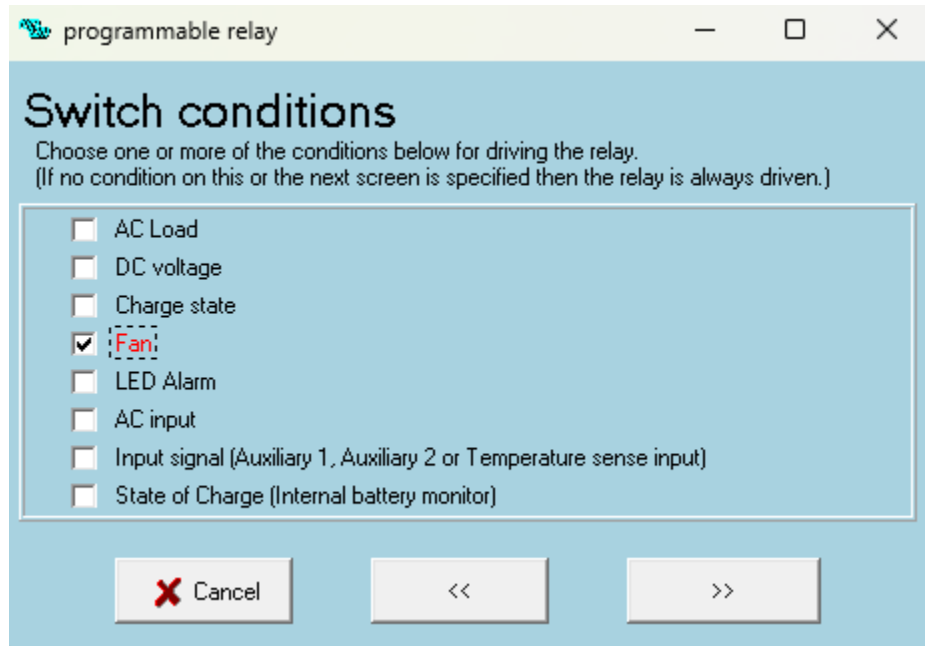 programmable relay
Switch conditions
Choose one or more of the conditions below for driving the relay.
(If no condition on this or the next screen is specified then the relay is always driven.)
AC Load
DC voltage
Charge state
Fan
LED Alarm
AC input
Input signal (Auxiliary 1, Auxiliary 2 or Temperature sense input)
State of Charge (Internal battery monitor)
Cancel << >>